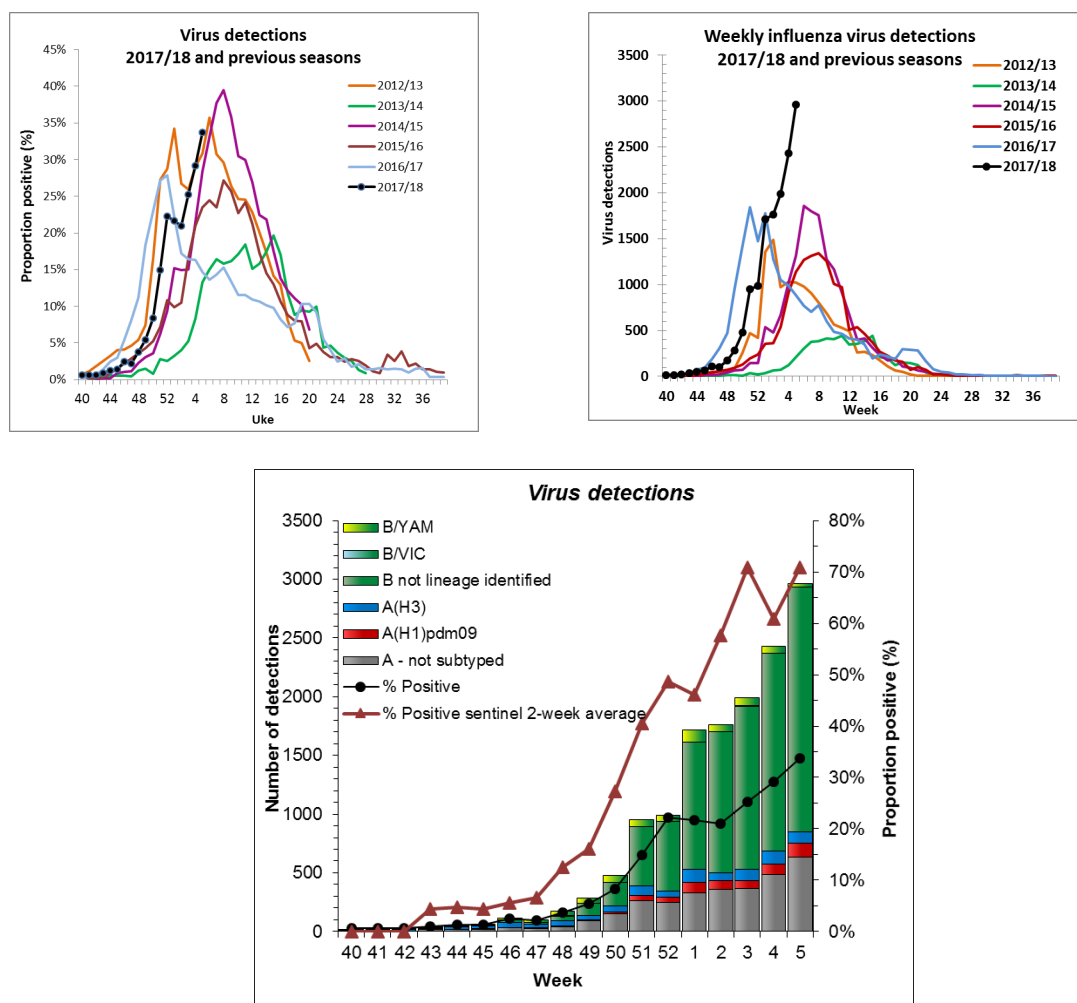 Virus detections
2017/18 and previous seasons
45%
40%
35%
30%
25%
20%
15%
10%
5%
0%
Proportion positive (%)
2012/13
2013/14
2014/15
2015/16
2016/17
2017/18
40 44 48 52 4 8 12 16 20 24 28 32 36
Uke
Weekly influenza virus detections
2017/18 and previous seasons
3500
3000
2500
2000
1500
1000
500
0
Virus detections
2012/13
2013/14
2014/15
2015/16
2016/17
2017/18
40 44 48 52 4 8 12 16 20 24 28 32 36
Week
Virus detections
3500
3000
2500
2000
1500
1000
500
0
Number of detections
B/YAM
B/VIC
B not lineage identified
A(H3)
A(H1)pdm09
A - not subtyped
% Positive
% Positive sentinel 2-week average
80%
70%
60%
50%
40%
30%
20%
10%
0%
Proportion positive (%)
40 41 42 43 44 45 46 47 48 49 50 51 52 1 2 3 4 5
Week